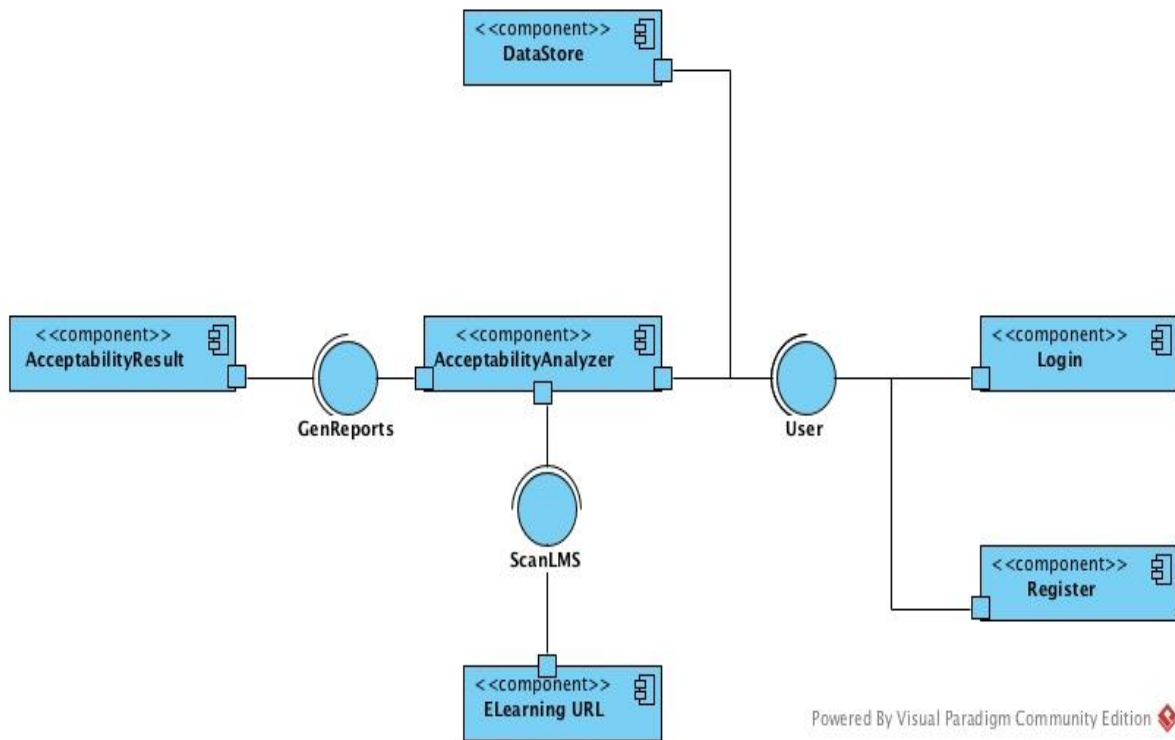 <<component>>
DataStore
<<component>>
AcceptabilityResult
<<component>>
AcceptabilityAnalyzer
<<component>>
Login
GenReports
User
ScanLMS
<<component>>
Register
<<component>>
ELearning URL
Powered By Visual Paradigm Community Edition